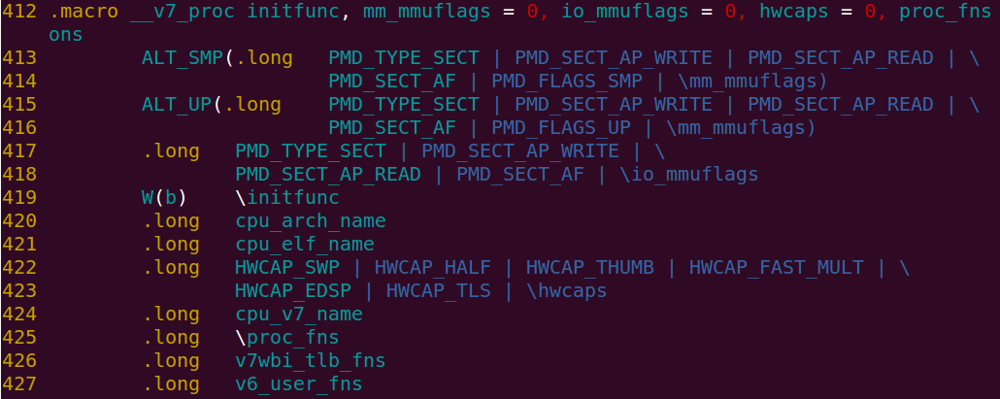 412 .macro __v7_proc initfunc, mm_mmuflags = 0, io_mmuflags = 0, hwcaps = 0, proc_fns
ons
413 ALT_SMP(.long PMD_TYPE_SECT | PMD_SECT_AP_WRITE | PMD_SECT_AP_READ | \
414 PMD_SECT_AF | PMD_FLAGS_SMP | \mm_mmuflags)
415 ALT_UP(.long PMD_TYPE_SECT | PMD_SECT_AP_WRITE | PMD_SECT_AP_READ | \
416 PMD_SECT_AF | PMD_FLAGS_UP | \mm_mmuflags)
417 .long PMD_TYPE_SECT | PMD_SECT_AP_WRITE | \
418 PMD_SECT_AP_READ | PMD_SECT_AF | \io_mmuflags
419 W(b) \initfunc
420 .long cpu_arch_name
421 .long cpu_elf_name
422 .long HWCAP_SWP | HWCAP_HALF | HWCAP_THUMB | HWCAP_FAST_MULT | \
423 HWCAP_EDSP | HWCAP_TLS | \hwcaps
424 .long cpu_v7_name
425 .long \proc_fns
426 .long v7wbi_tlb_fns
427 .long v6_user_fns